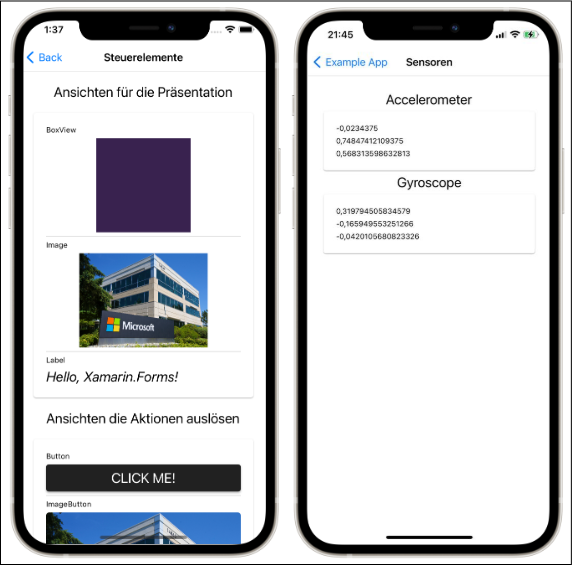 1:37
Back
Steuerelemente
Ansichten für die Präsentation
BoxView
Image
Microsoft
Label
Hello, Xamarin.Forms!
Ansichten die Aktionen auslösen
Button
CLICK ME!
ImageButton
21:45
Example App
Sensoren
Accelerometer
-0,0234375
0,74847412109375
0,568313598632813
Gyroscope
0,319794505834579
-0,165949553251266
-0,0420105680823326